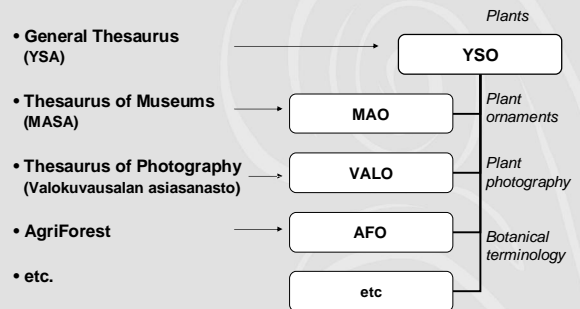 Plants
• General Thesaurus
(YSA)
YSO
• Thesaurus of Museums
(MASA)
MAO
Plant
ornaments
• Thesaurus of Photography
(Valokuvausalan asiasanasto)
VALO
Plant
photography
• AgriForest
AFO
Botanical
terminology
• etc.
etc